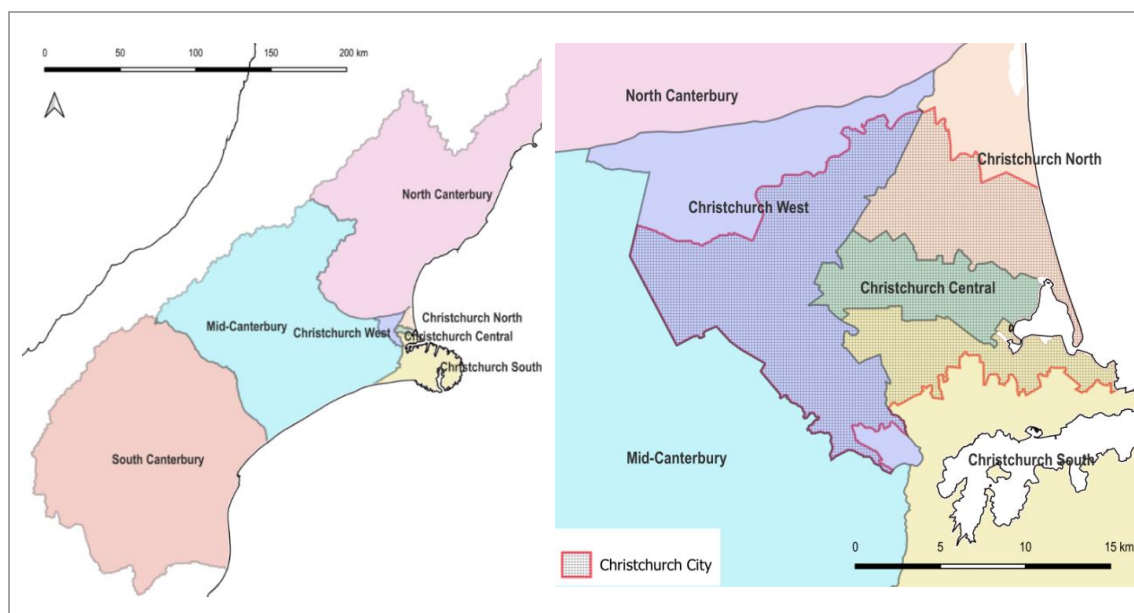 0 50 100 150 200 km
North Canterbury
Mid-Canterbury
Christchurch West
Christchurch North
Christchurch Central
Christchurch South
South Canterbury
North Canterbury
Christchurch North
Christchurch West
Christchurch Central
Mid-Canterbury
Christchurch South
Christchurch City
0 5 10 15 km